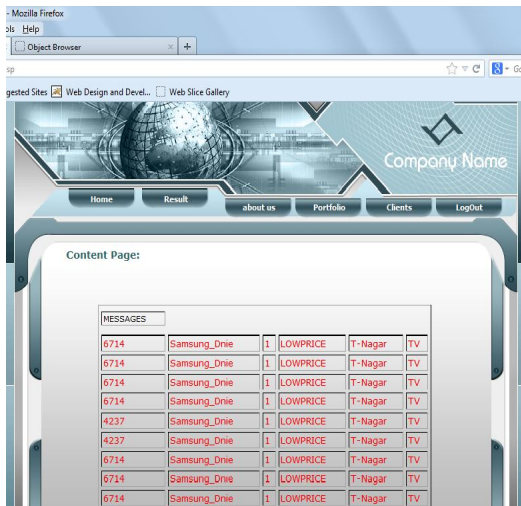 - Mozilla Firefox
ols Help
Object Browser × +
sp
gested Sites Web Design and Devel... Web Slice Gallery
Company Name
Home Result about us Portfolio Clients LogOut
Content Page:
MESSAGES
6714 Samsung_Dnie 1 LOWPRICE T-Nagar TV
6714 Samsung_Dnie 1 LOWPRICE T-Nagar TV
6714 Samsung_Dnie 1 LOWPRICE T-Nagar TV
6714 Samsung_Dnie 1 LOWPRICE T-Nagar TV
4237 Samsung_Dnie 1 LOWPRICE T-Nagar TV
4237 Samsung_Dnie 1 LOWPRICE T-Nagar TV
6714 Samsung_Dnie 1 LOWPRICE T-Nagar TV
6714 Samsung_Dnie 1 LOWPRICE T-Nagar TV
6714 Samsung_Dnie 1 LOWPRICE T-Nagar TV